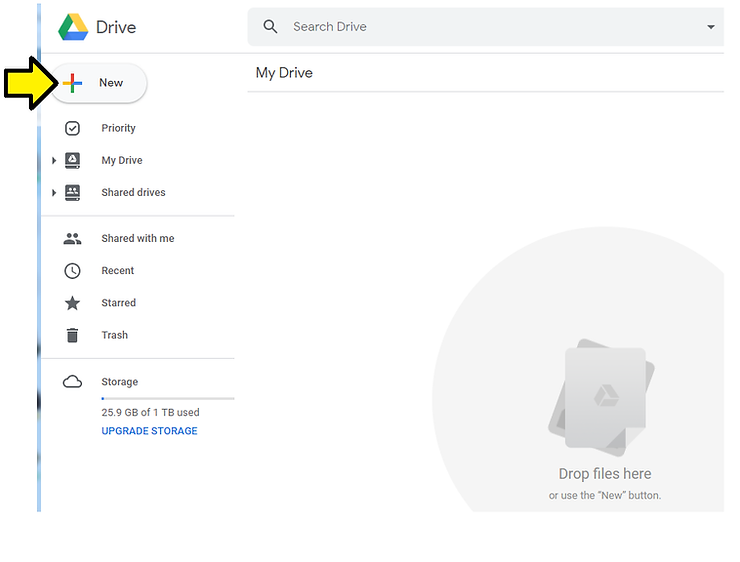 Drive
Search Drive
New
My Drive
Priority
My Drive
Shared drives
Shared with me
Recent
Starred
Trash
Storage
25.9 GB of 1 TB used
UPGRADE STORAGE
Drop files here
or use the “New” button.